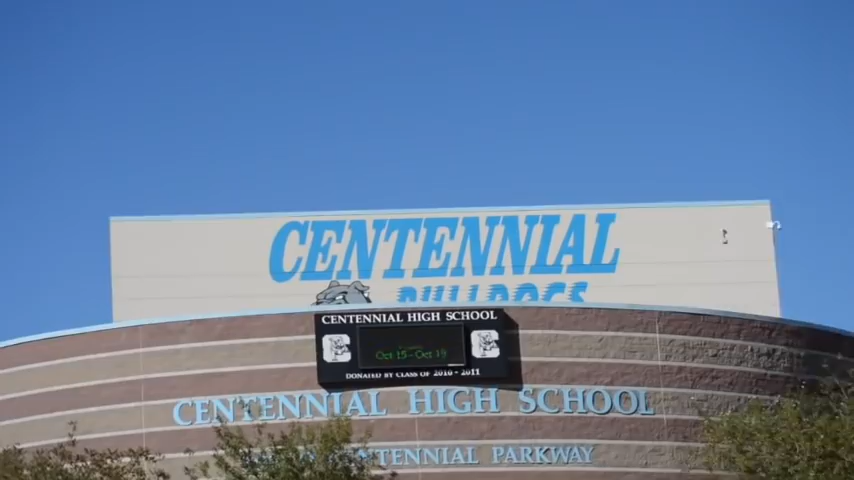 CENTENNIAL
BULLDOGS
CENTENNIAL HIGH SCHOOL
Oct 15-Oct 19
DONATED BY CLASS OF 2010 - 2011
CENTENNIAL HIGH SCHOOL
CENTENNIAL PARKWAY